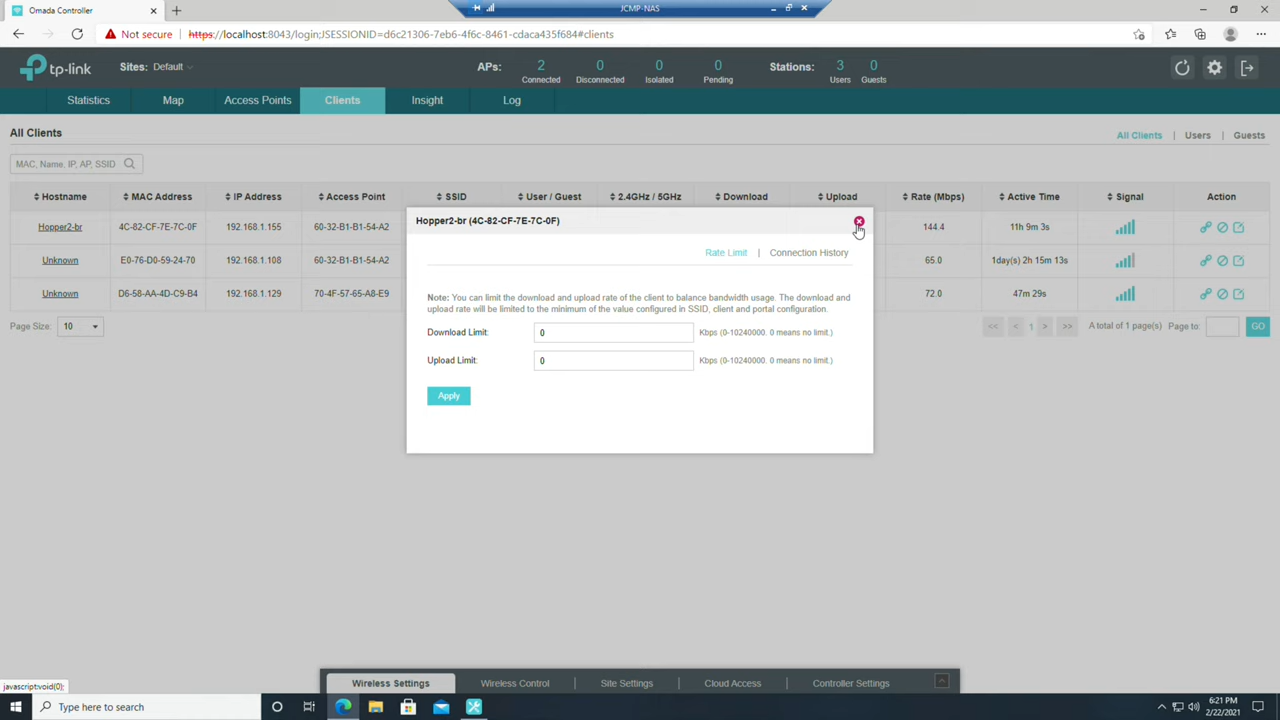 Omada Controller
JCMP-NAS
Not secure
https://localhost:8043/login;JSESSIONID=d6c21306-7eb6-4f6c-8461-cdaca435f684#clients
tp-link
Sites: Default
APs:
2
Connected
0
Disconnected
0
Isolated
0
Pending
Stations:
3
Users
0
Guests
Statistics
Map
Access Points
Clients
Insight
Log
All Clients
All Clients | Users | Guests
MAC, Name. IP, AP, SSID
Hostname MAC Address IP Address Access Point SSID User / Guest 2.4GHz / 5GHz Download Upload Rate (Mbps) Active Time Signal Action
Hopper2-br 4C-82-CF-7E-7C-0F 192.168.1.155 60-32-B1-B1-54-A2 144.4 11h 9m 3s
Unknown E0-76-D0-59-24-70 192.168.1.108 60-32-B1-B1-54-A2 65.0 1day(s) 2h 15m 13s
Unknown D6-58-AA-4D-C9-B4 192.168.1.129 70-4F-57-65-A8-E9 72.0 47m 29s
Page Size: 10
<< < 1 > >> A total of 1 page(s) Page to: GO
Hopper2-br (4C-82-CF-7E-7C-0F)
Rate Limit | Connection History
Note: You can limit the download and upload rate of the client to balance bandwidth usage. The download and
upload rate will be limited to the minimum of the value configured in SSID, client and portal configuration.
Download Limit: 0 Kbps (0-10240000. 0 means no limit.)
Upload Limit: 0 Kbps (0-10240000. 0 means no limit.)
Apply
Wireless Settings
Wireless Control
Site Settings
Cloud Access
Controller Settings
javascript:void(0);
Type here to search
6:21 PM
2/22/2021